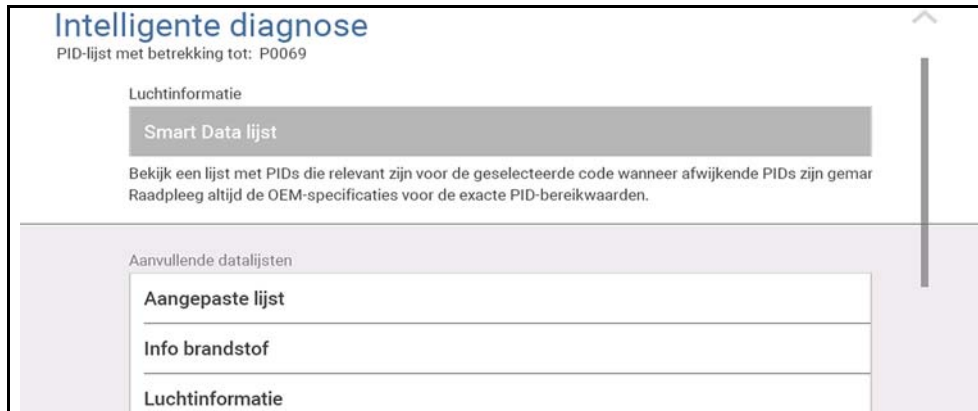 Intelligente diagnose
PID-lijst met betrekking tot: P0069
Luchtinformatie
Smart Data lijst
Bekijk een lijst met PIDs die relevant zijn voor de geselecteerde code wanneer afwijkende PIDs zijn gemar
Raadpleeg altijd de OEM-specificaties voor de exacte PID-bereikwaarden.
Aanvullende datalijsten
Aangepaste lijst
Info brandstof
Luchtinformatie